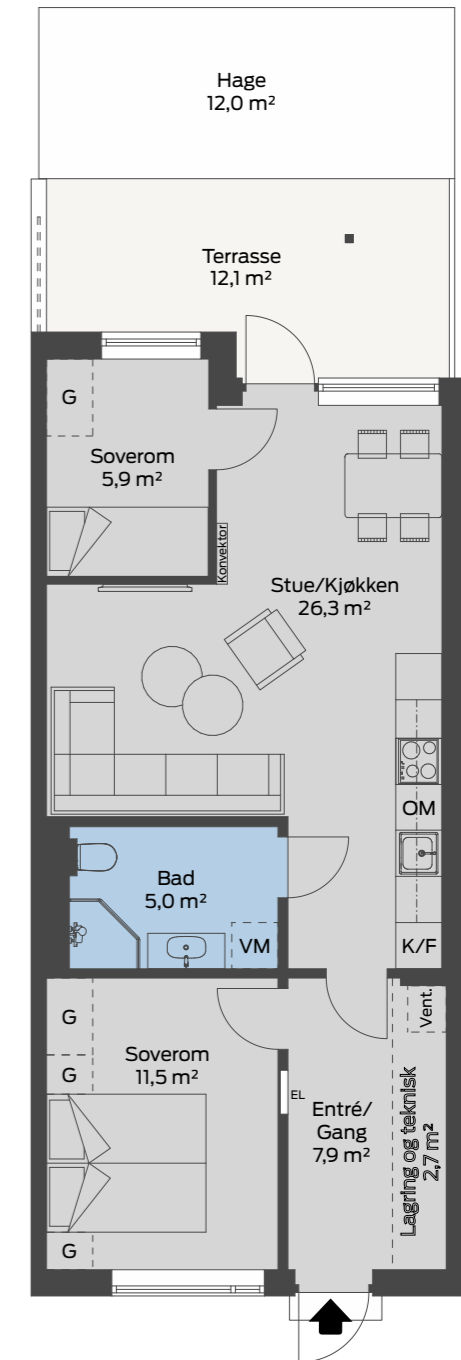 Hage
12,0 m²
Terrasse
12,1 m²
G
Soverom
5,9 m²
Konvektor
Stue/Kjøkken
26,3 m²
OM
Bad
5,0 m²
VM
K/F
G
G
Soverom
11,5 m²
G
EL
Entré/
Gang
7,9 m²
Vent.
Lagring og teknisk
2,7 m²